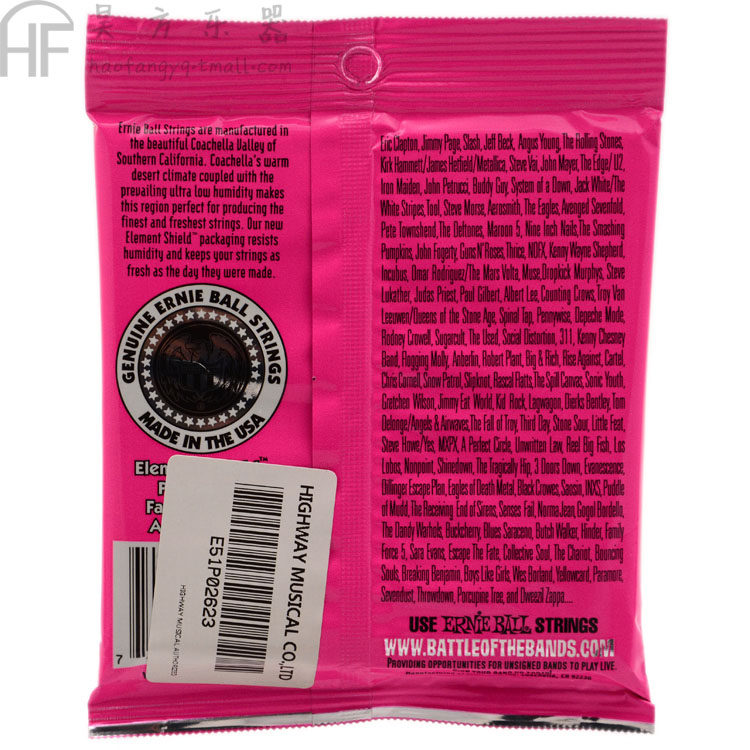 昊方乐器
HF
haofangyq.tmall.com
Ernie Ball Strings are manufactured in
the beautiful Coachella Valley of
Southern California. Coachella's warm
desert climate coupled with the
prevailing ultra low humidity makes
this region perfect for producing the
finest and freshest strings. Our new
Element Shield™ packaging resists
humidity and keeps your strings as
fresh as the day they were made.
GENUINE ERNIE BALL STRINGS
MADE IN THE USA
HIGHWAY MUSICAL CO.,LTD
E51P02623
HIGHWAY MUSICAL AUTHORIZED
7
Eric Clapton, Jimmy Page, Slash, Jeff Beck, Angus Young, The Rolling Stones,
Kirk Hammett/James Hetfield/Metallica, Steve Vai, John Mayer, The Edge/ U2,
Iron Maiden, John Petrucci, Buddy Guy, System of a Down, Jack White/The
White Stripes, Tool, Steve Morse, Aerosmith, The Eagles, Avenged Sevenfold,
Pete Townshend, The Deftones, Maroon 5, Nine Inch Nails, The Smashing
Pumpkins, John Fogerty, Guns N' Roses, Thrice, NOFX, Kenny Wayne Shepherd,
Incubus, Omar Rodriguez/The Mars Volta, Muse, Dropkick Murphys, Steve
Lukather, Judas Priest, Paul Gilbert, Albert Lee, Counting Crows, Troy Van
Leeuwen/Queens of the Stone Age, Spinal Tap, Pennywise, Depeche Mode,
Rodney Crowell, Sugarcult, The Used, Social Distortion, 311, Kenny Chesney
Band, Flogging Molly, Anberlin, Robert Plant, Big & Rich, Rise Against, Cartel,
Chris Cornell, Snow Patrol, Slipknot, Rascal Flatts, The Spill Canvas, Sonic Youth,
Gretchen Wilson, Jimmy Eat World, Kid Rock, Lagwagon, Dierks Bentley, Tom
Delonge/Angels & Airwaves, The Fall of Troy, Third Day, Stone Sour, Little Feat,
Steve Howe/Yes, MXPX, A Perfect Circle, Unwritten Law, Reel Big Fish, Los
Lobos, Nonpoint, Shinedown, The Tragically Hip, 3 Doors Down, Evanescence,
Dillinger Escape Plan, Eagles of Death Metal, Black Crowes, Saosin, INXS, Puddle
of Mudd, The Receiving End of Sirens, Senses Fail, Norma Jean, Gogol Bordello,
The Dandy Warhols, Buckcherry, Blues Saraceno, Butch Walker, Hinder, Family
Force 5, Sara Evans, Escape The Fate, Collective Soul, The Chariot, Bouncing
Souls, Breaking Benjamin, Boys Like Girls, Wes Borland, Yellowcard, Paramore,
Sevendust, Throwdown, Porcupine Tree, and Dweezil Zappa....
USE ERNIE BALL STRINGS
WWW.BATTLEOFTHEBANDS.COM
PROVIDING OPPORTUNITIES FOR UNSIGNED BANDS TO PLAY LIVE.